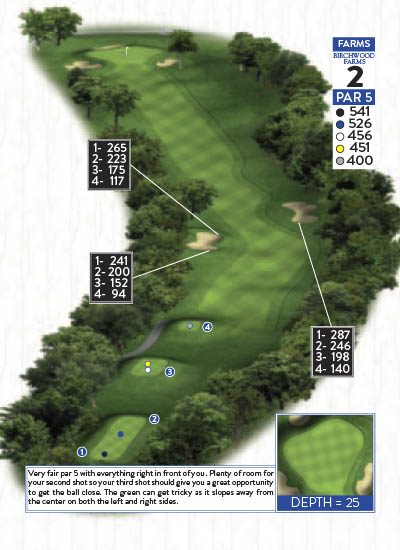 FARMS
BIRCHWOOD
FARMS
2
PAR 5
541
526
456
451
400
1- 265
2- 223
3- 175
4- 117
1- 241
2- 200
3- 152
4- 94
1- 287
2- 246
3- 198
4- 140
4
3
2
1
Very fair par 5 with everything right in front of you. Plenty of room for
your second shot so your third shot should give you a great opportunity
to get the ball close. The green can get tricky as it slopes away from
the center on both the left and right sides.
DEPTH = 25